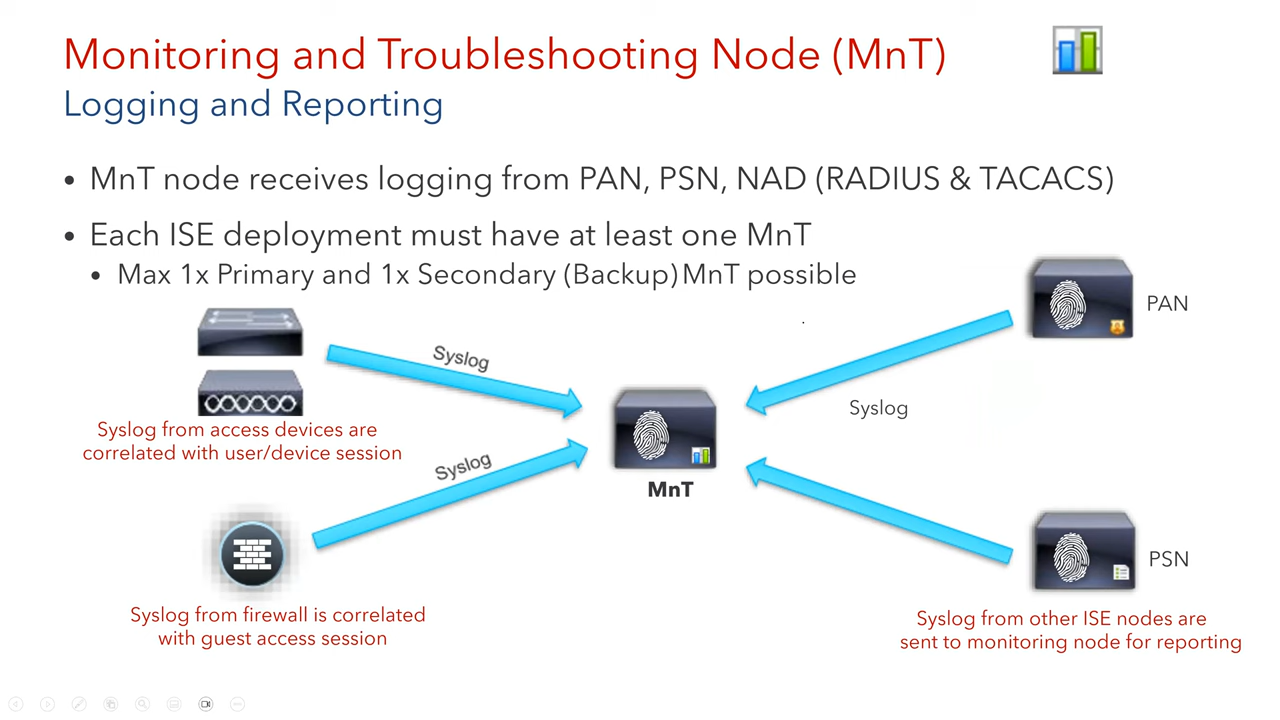 Monitoring and Troubleshooting Node (MnT)
Logging and Reporting
• MnT node receives logging from PAN, PSN, NAD (RADIUS & TACACS)
• Each ISE deployment must have at least one MnT
• Max 1x Primary and 1x Secondary (Backup) MnT possible
PAN
Syslog
Syslog
Syslog from access devices are
correlated with user/device session
Syslog
MnT
PSN
Syslog from firewall is correlated
with guest access session
Syslog from other ISE nodes are
sent to monitoring node for reporting